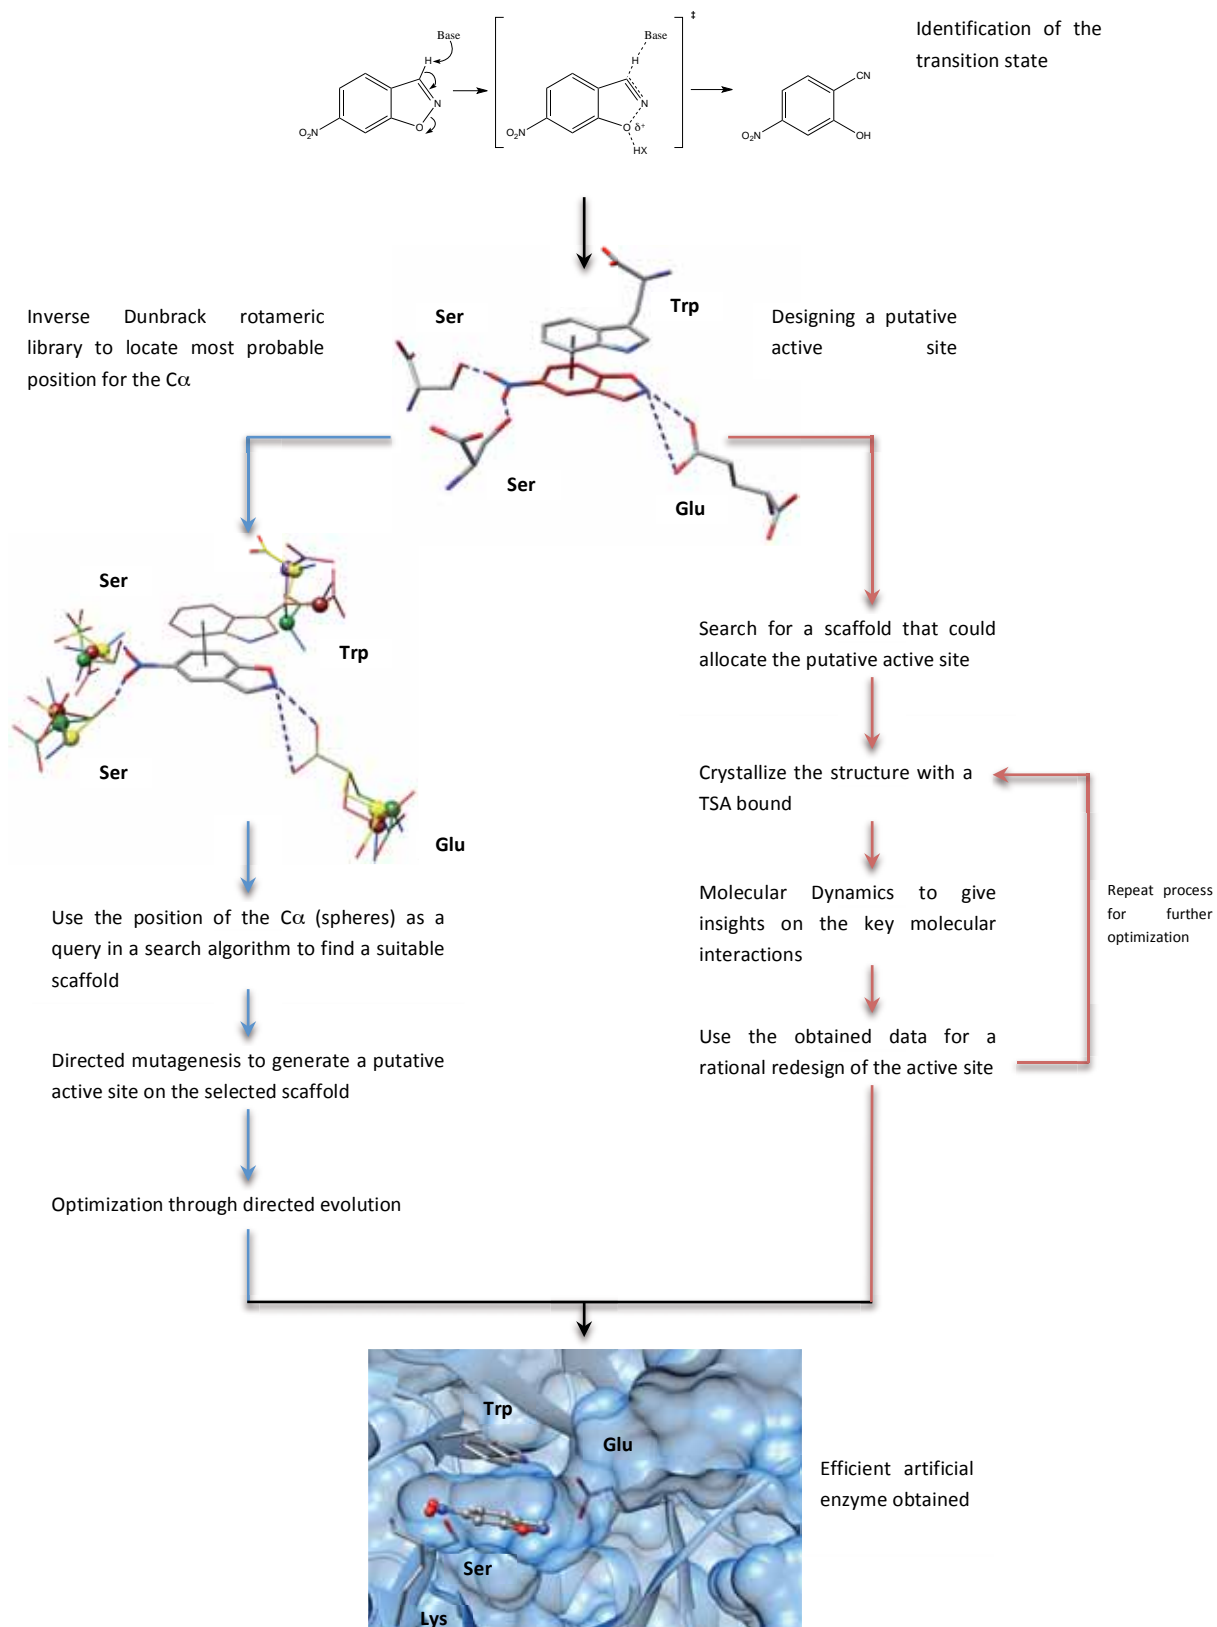 Identification of the
transition state
Base
H
N
O
O₂N
Base
H
N
O δ⁺
HX
O₂N
‡
CN
OH
O₂N
Inverse Dunbrack rotameric
library to locate most probable
position for the Cα
Ser
Trp
Ser
Glu
Designing a putative
active site
Ser
Trp
Ser
Glu
Use the position of the Cα (spheres) as a
query in a search algorithm to find a suitable
scaffold
Directed mutagenesis to generate a putative
active site on the selected scaffold
Optimization through directed evolution
Search for a scaffold that could
allocate the putative active site
Crystallize the structure with a
TSA bound
Molecular Dynamics to give
insights on the key molecular
interactions
Use the obtained data for a
rational redesign of the active site
Repeat process
for further
optimization
Trp
Glu
Ser
Lys
Efficient artificial
enzyme obtained